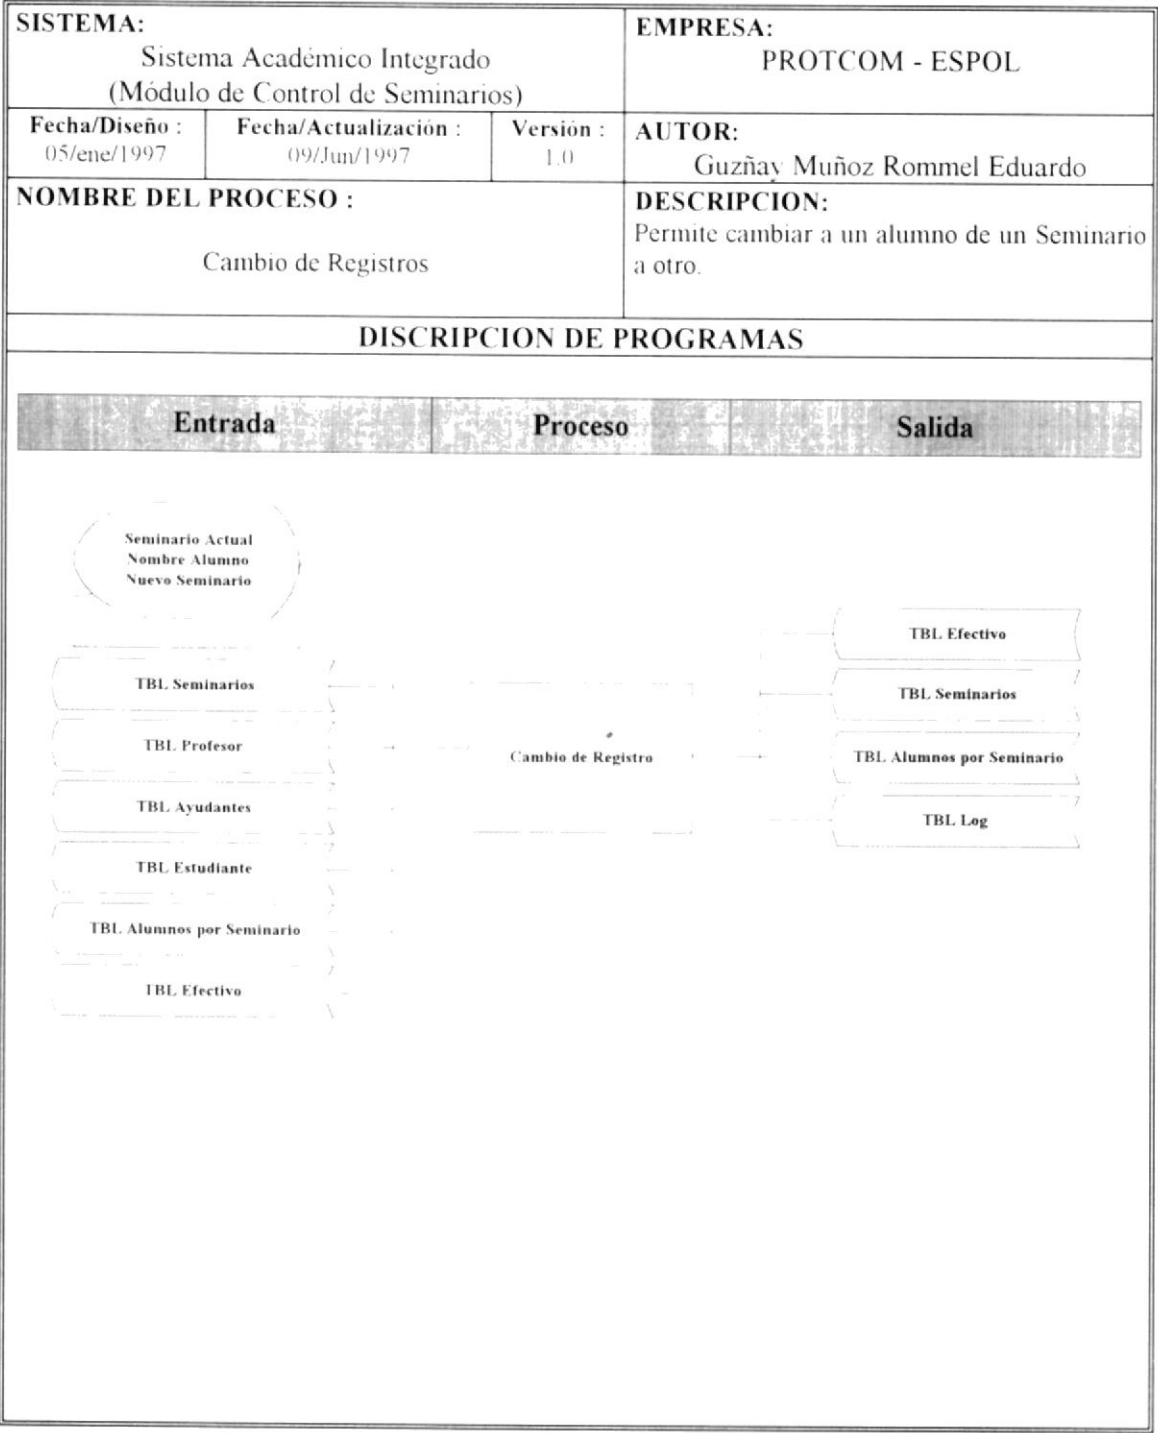 SISTEMA:
Sistema Académico Integrado
(Módulo de Control de Seminarios)
EMPRESA:
PROTCOM - ESPOL
Fecha/Diseño :
05/ene/1997
Fecha/Actualización :
09/Jun/1997
Versión :
1.0
AUTOR:
Guzñay Muñoz Rommel Eduardo
NOMBRE DEL PROCESO :
Cambio de Registros
DESCRIPCION:
Permite cambiar a un alumno de un Seminario
a otro.
DISCRIPCION DE PROGRAMAS
Entrada
Proceso
Salida
Seminario Actual
Nombre Alumno
Nuevo Seminario
TBL Seminarios
TBL Profesor
TBL Ayudantes
TBL Estudiante
TBL Alumnos por Seminario
TBL Efectivo
Cambio de Registro
TBL Efectivo
TBL Seminarios
TBL Alumnos por Seminario
TBL Log